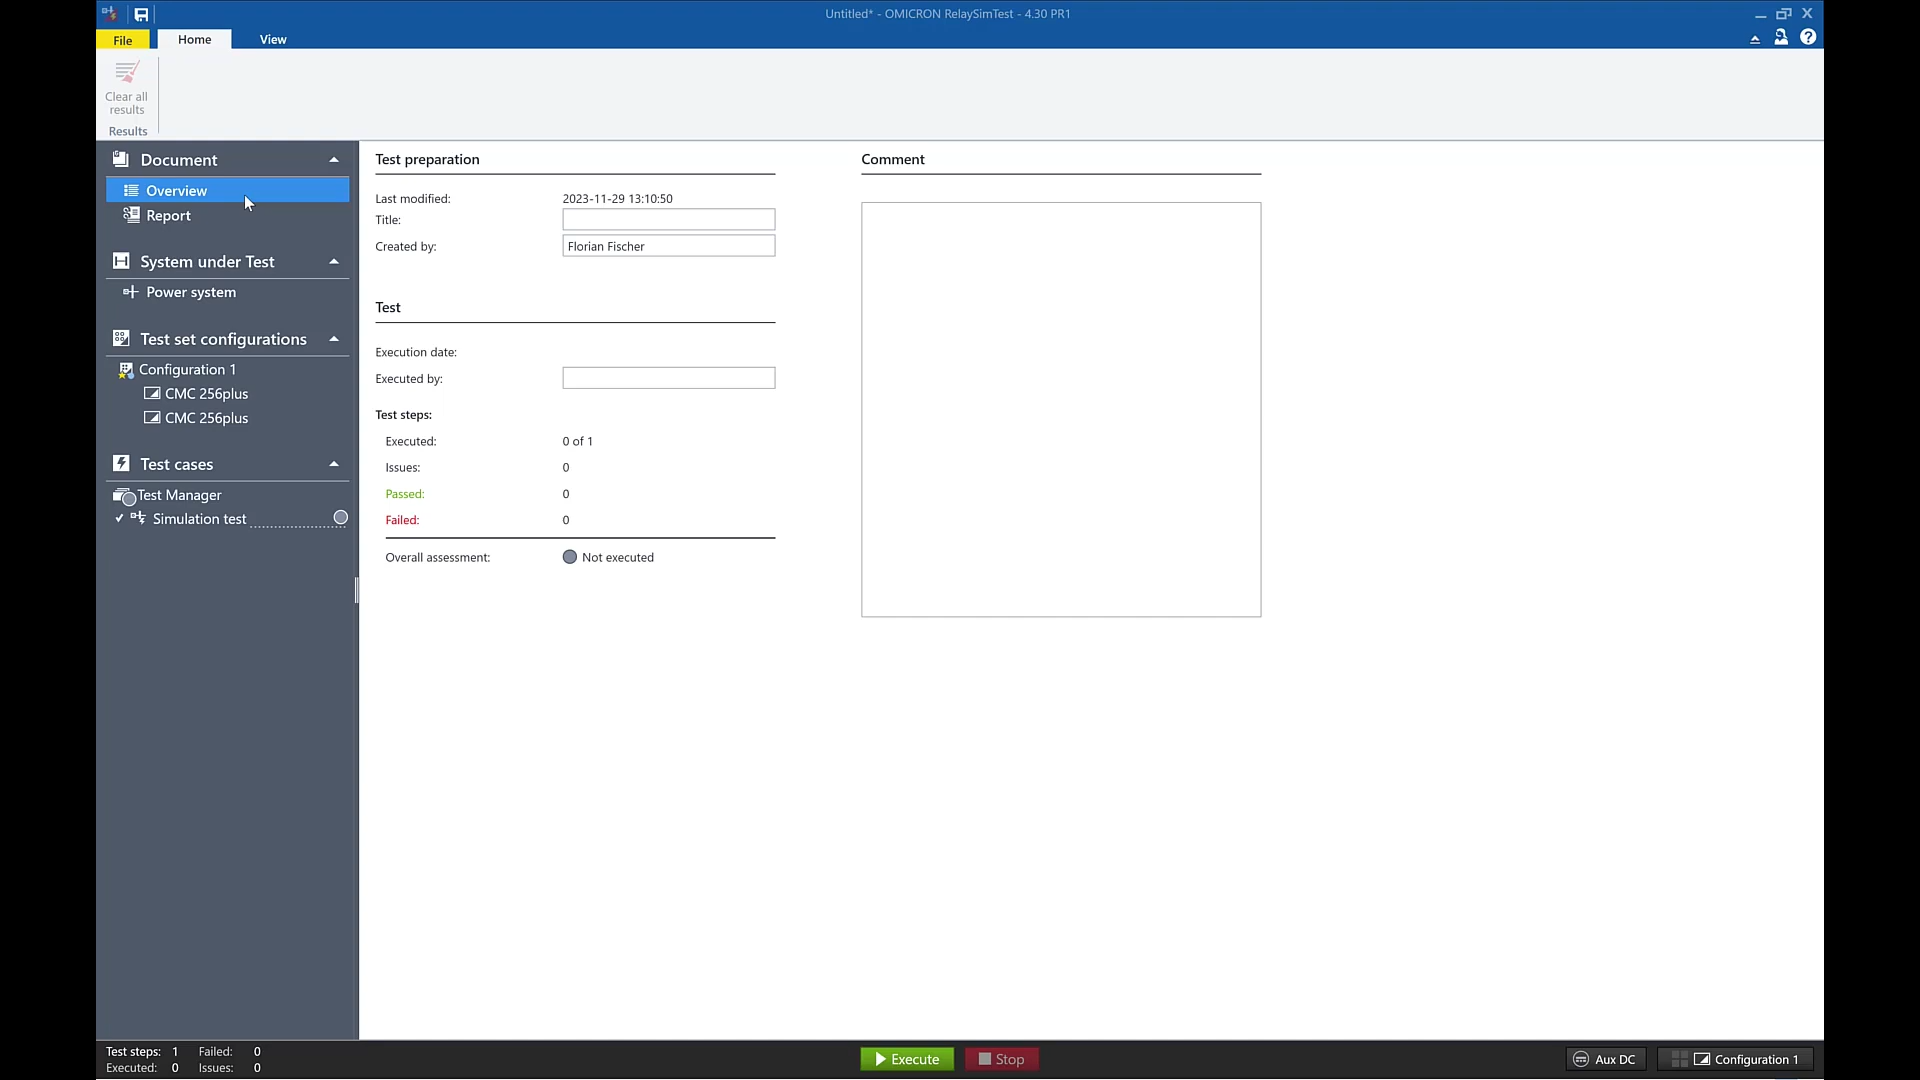 Untitled* - OMICRON RelaySimTest - 4.30 PR1
File Home View
Clear all
results
Results
Document
Overview
Report
System under Test
Power system
Test set configurations
Configuration 1
CMC 256plus
CMC 256plus
Test cases
Test Manager
Simulation test
Test preparation
Last modified: 2023-11-29 13:10:50
Title:
Created by: Florian Fischer
Test
Execution date:
Executed by:
Test steps:
Executed: 0 of 1
Issues: 0
Passed: 0
Failed: 0
Overall assessment: Not executed
Comment
Test steps: 1 Failed: 0
Executed: 0 Issues: 0
Execute
Stop
Aux DC
Configuration 1